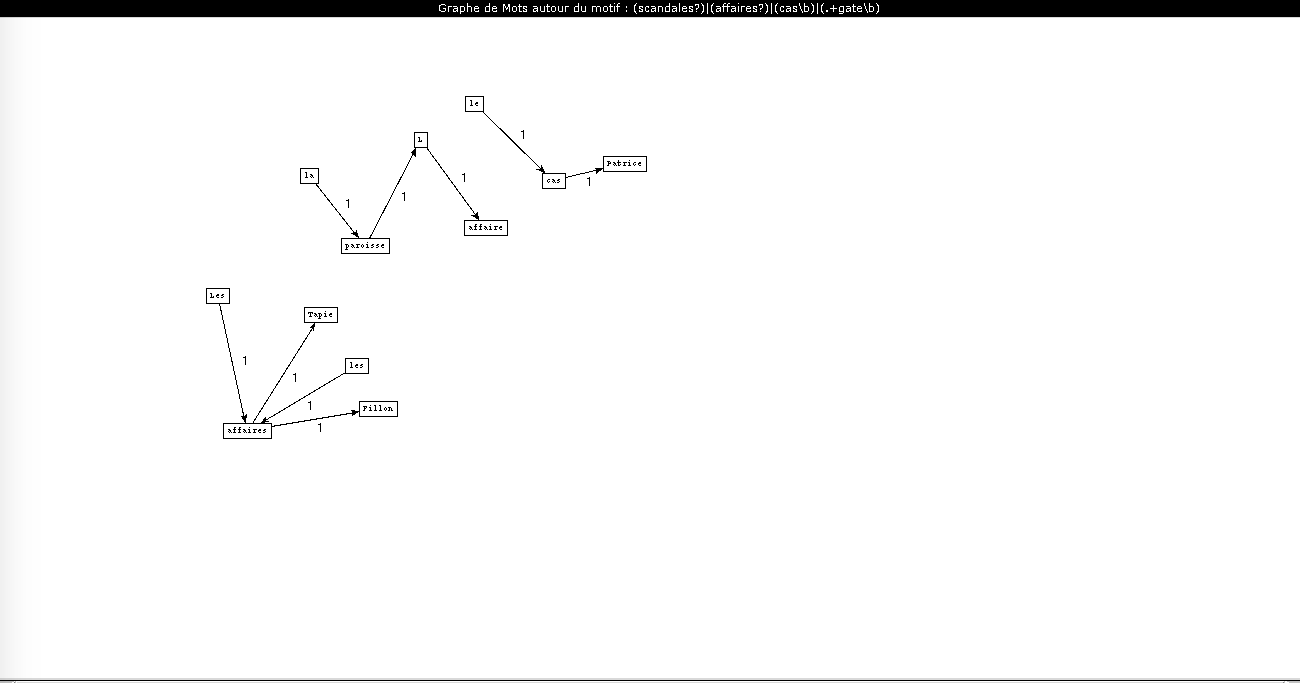 Graphe de Mots autour du motif : (scandales?)|(affaires?)|(cas\b)|(.+gate\b)
le
1
L
Patrice
cas
1
la
1
1
1
affaire
paroisse
Les
Tapie
1
les
1
1
Fillon
affaires
1